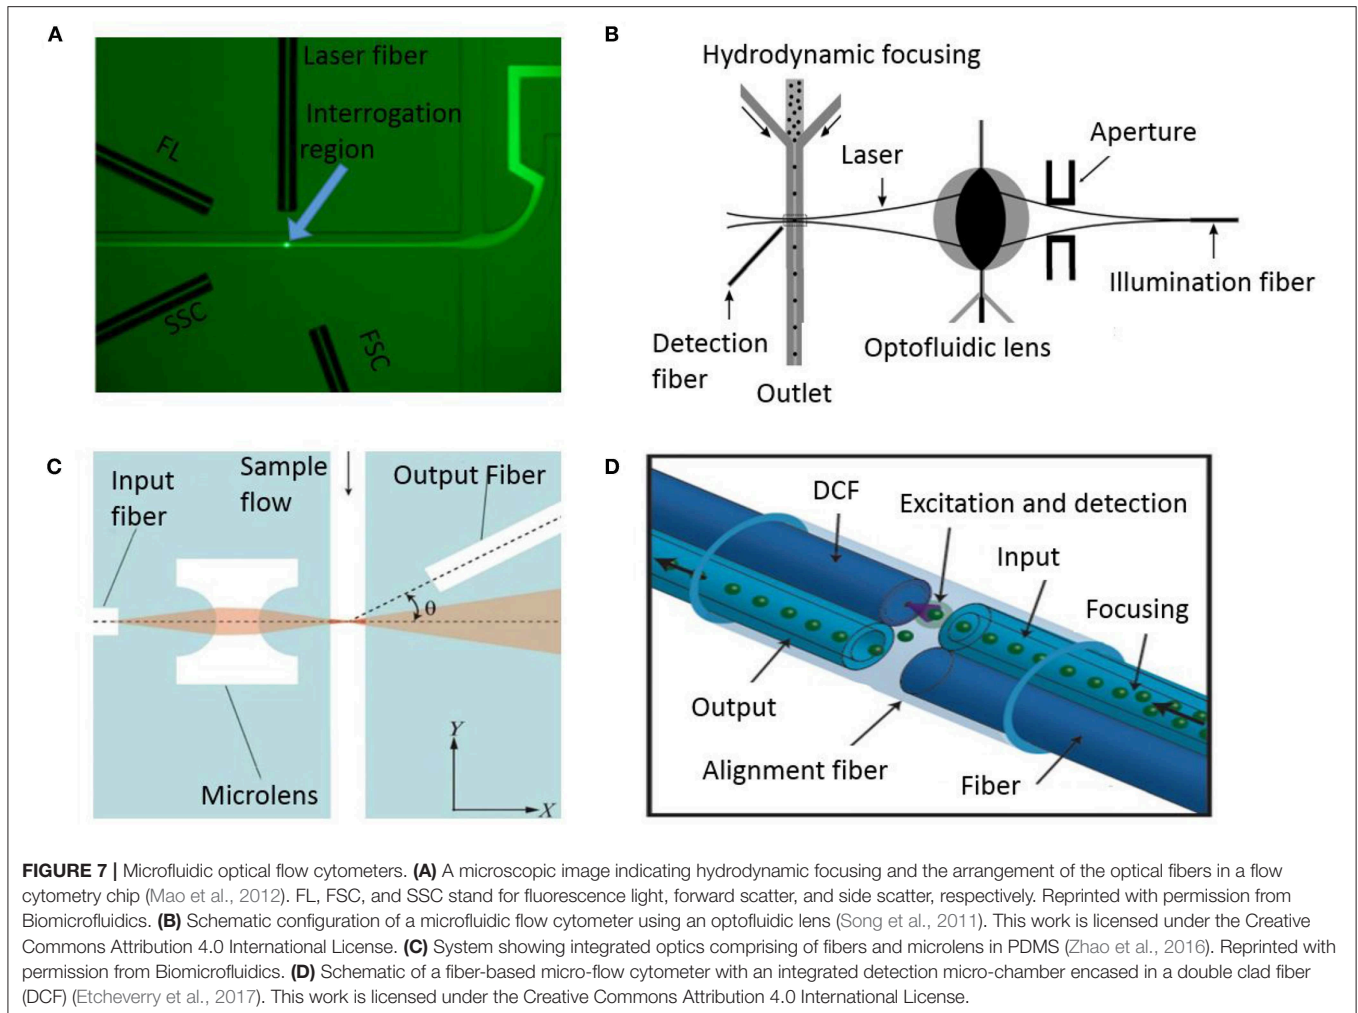 A
Laser fiber
Interrogation
region
FL
SSC
FSC
B
Hydrodynamic focusing
Laser
Aperture
Illumination fiber
Detection
fiber
Optofluidic lens
Outlet
C
Input
fiber
Sample
flow
Output Fiber
θ
Microlens
Y
X
D
DCF
Excitation and detection
Input
Focusing
Output
Alignment fiber
Fiber
FIGURE 7 | Microfluidic optical flow cytometers. (A) A microscopic image indicating hydrodynamic focusing and the arrangement of the optical fibers in a flow
cytometry chip (Mao et al., 2012). FL, FSC, and SSC stand for fluorescence light, forward scatter, and side scatter, respectively. Reprinted with permission from
Biomicrofluidics. (B) Schematic configuration of a microfluidic flow cytometer using an optofluidic lens (Song et al., 2011). This work is licensed under the Creative
Commons Attribution 4.0 International License. (C) System showing integrated optics comprising of fibers and microlens in PDMS (Zhao et al., 2016). Reprinted with
permission from Biomicrofluidics. (D) Schematic of a fiber-based micro-flow cytometer with an integrated detection micro-chamber encased in a double clad fiber
(DCF) (Etcheverry et al., 2017). This work is licensed under the Creative Commons Attribution 4.0 International License.